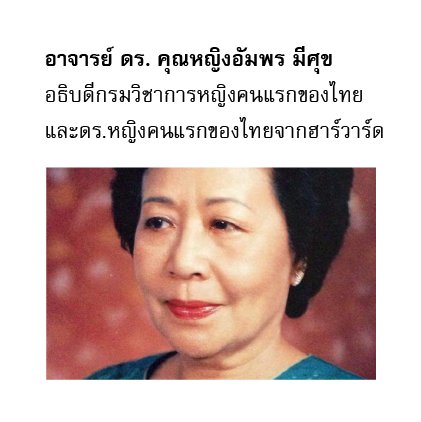 อาจารย์ ดร. คุณหญิงอัมพร มีศุข
อธิบดีกรมวิชาการหญิงคนแรกของไทย
และดร.หญิงคนแรกของไทยจากฮาร์วาร์ด